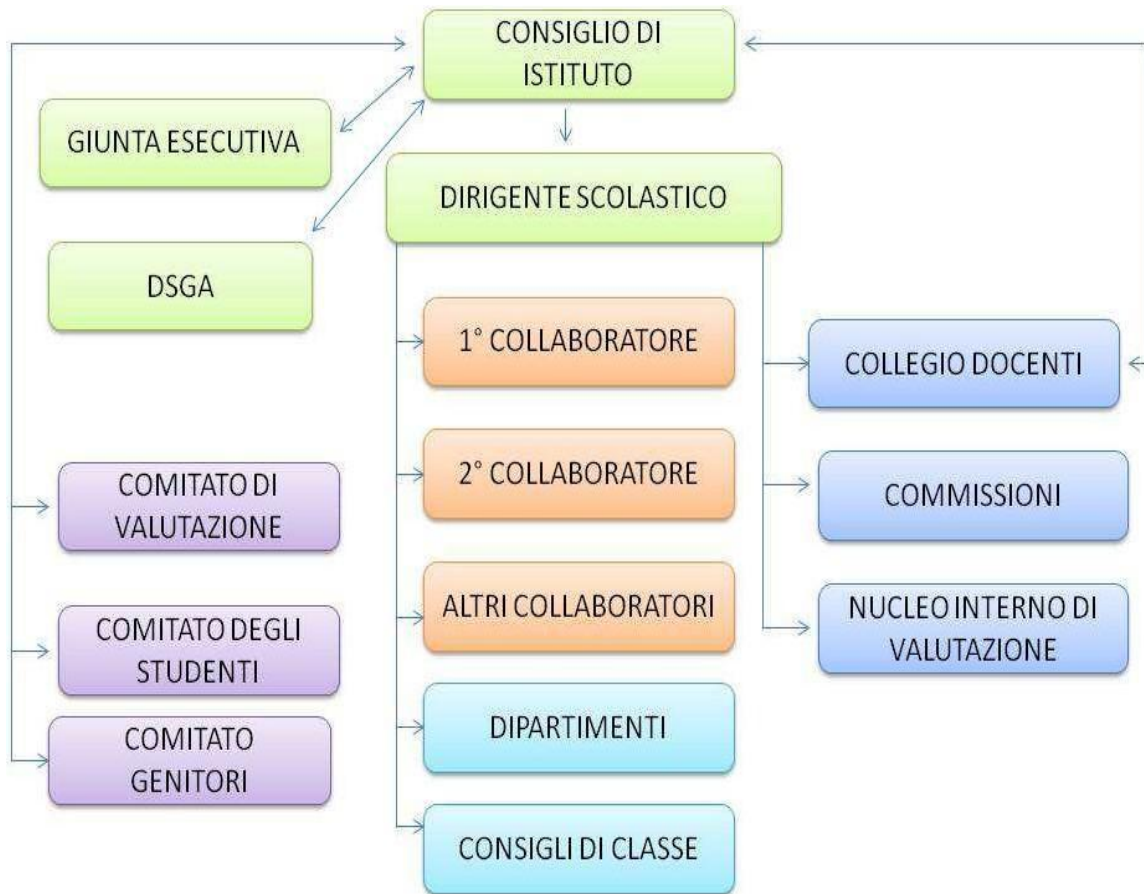 CONSIGLIO DI
ISTITUTO
GIUNTA ESECUTIVA
DIRIGENTE SCOLASTICO
DSGA
1° COLLABORATORE
COLLEGIO DOCENTI
2° COLLABORATORE
COMITATO DI
VALUTAZIONE
COMMISSIONI
ALTRI COLLABORATORI
NUCLEO INTERNO DI
VALUTAZIONE
COMITATO DEGLI
STUDENTI
DIPARTIMENTI
COMITATO
GENITORI
CONSIGLI DI CLASSE